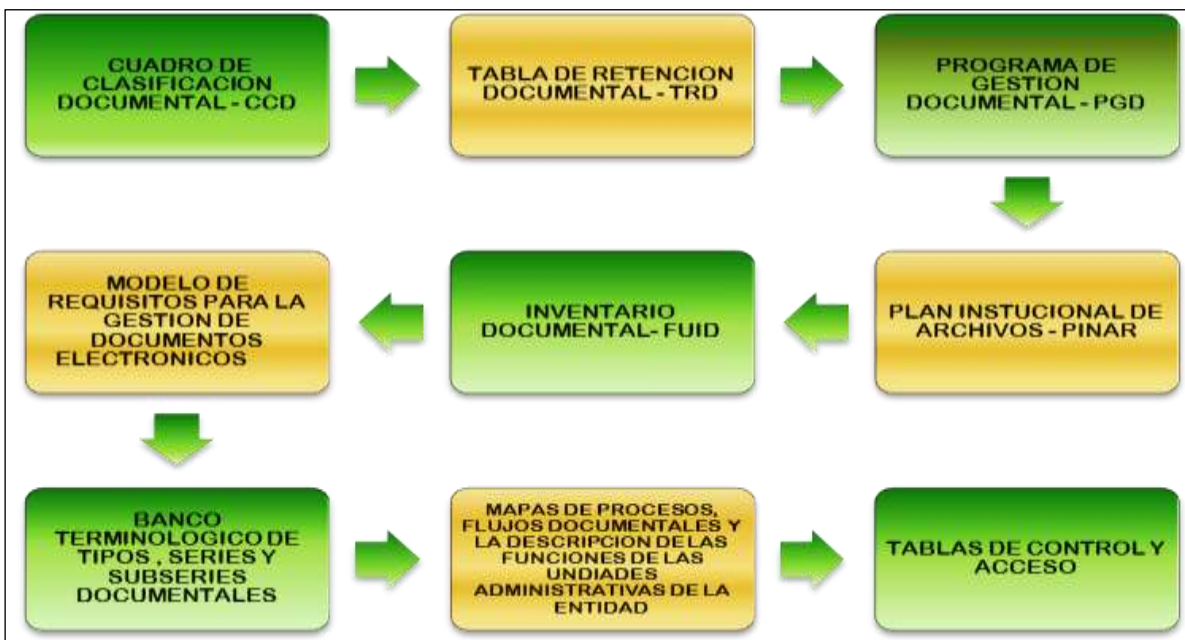 CUADRO DE
CLASIFICACION
DOCUMENTAL - CCD
TABLA DE RETENCION
DOCUMENTAL - TRD
PROGRAMA DE
GESTION
DOCUMENTAL - PGD
PLAN INSTUCIONAL DE
ARCHIVOS - PINAR
INVENTARIO
DOCUMENTAL- FUID
MODELO DE
REQUISITOS PARA LA
GESTION DE
DOCUMENTOS
ELECTRONICOS
BANCO
TERMINOLOGICO DE
TIPOS , SERIES Y
SUBSERIES
DOCUMENTALES
MAPAS DE PROCESOS,
FLUJOS DOCUMENTALES Y
LA DESCRIPCION DE LAS
FUNCIONES DE LAS
UNDIADES
ADMINISTRATIVAS DE LA
ENTIDAD
TABLAS DE CONTROL Y
ACCESO